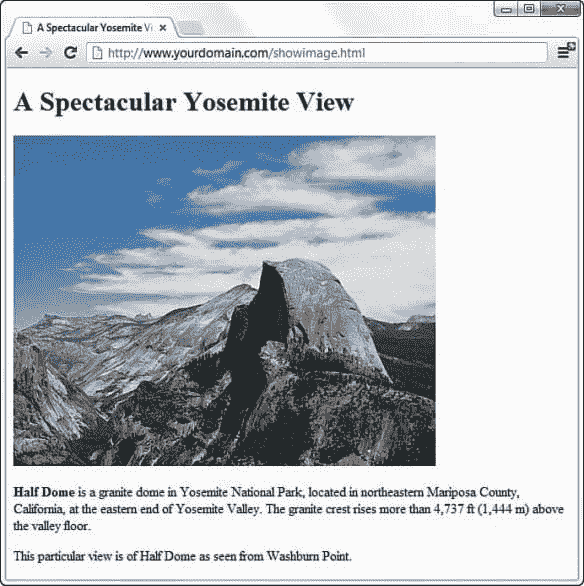 A Spectacular Yosemite Vi
http://www.yourdomain.com/showimage.html
A Spectacular Yosemite View
Half Dome is a granite dome in Yosemite National Park, located in northeastern Mariposa County,
California, at the eastern end of Yosemite Valley. The granite crest rises more than 4,737 ft (1,444 m) above
the valley floor.
This particular view is of Half Dome as seen from Washburn Point.